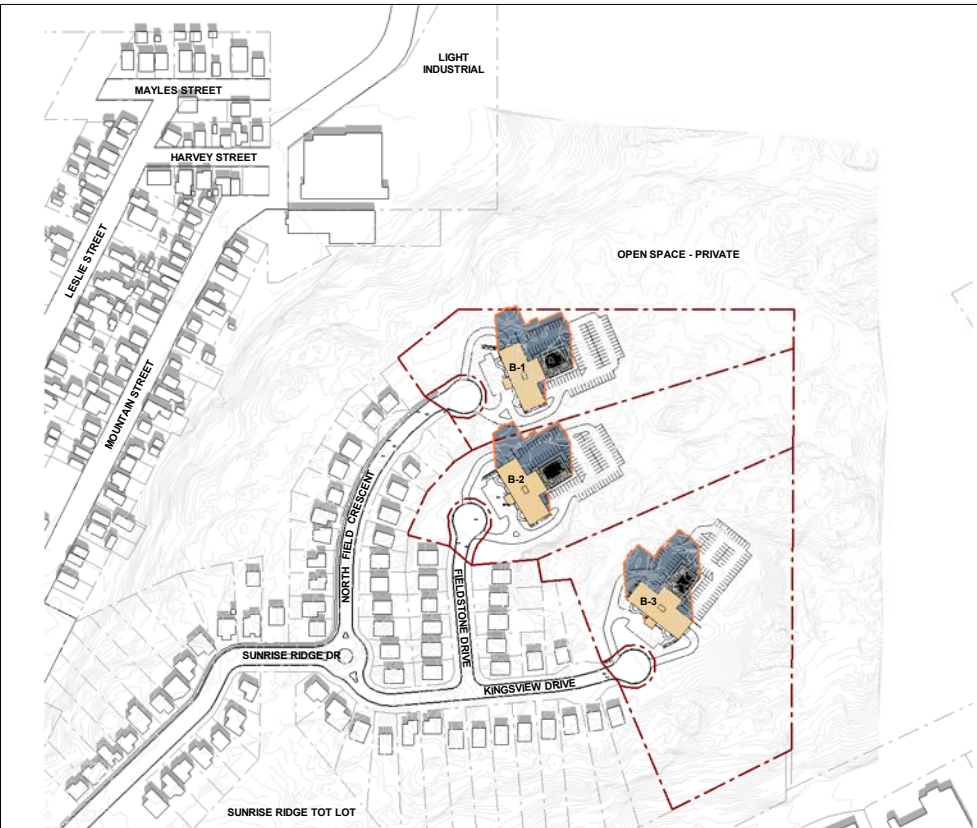 LIGHT
INDUSTRIAL
MAYLES STREET
HARVEY STREET
LESLIE STREET
OPEN SPACE - PRIVATE
MOUNTAIN STREET
B-1
B-2
NORTH FIELD CRESCENT
FIELDSTONE DRIVE
B-3
SUNRISE RIDGE DR
KINGSVIEW DRIVE
SUNRISE RIDGE TOT LOT